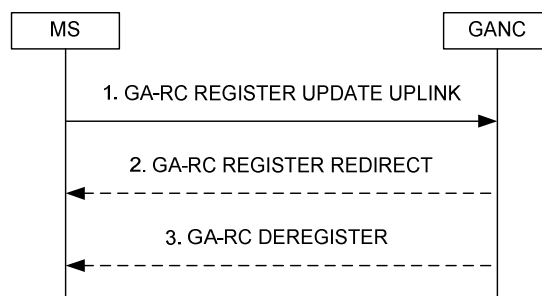 MS
GANC
1. GA-RC REGISTER UPDATE UPLINK
2. GA-RC REGISTER REDIRECT
3. GA-RC DEREGISTER